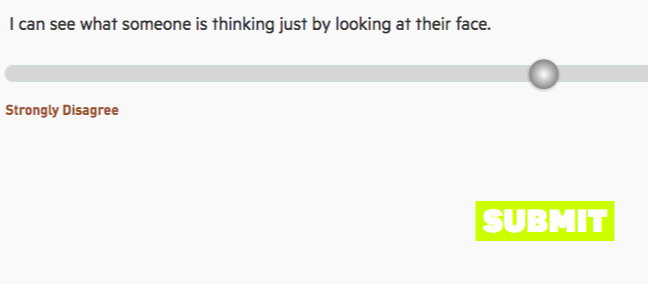 I can see what someone is thinking just by looking at their face.
Strongly Disagree
SUBMIT